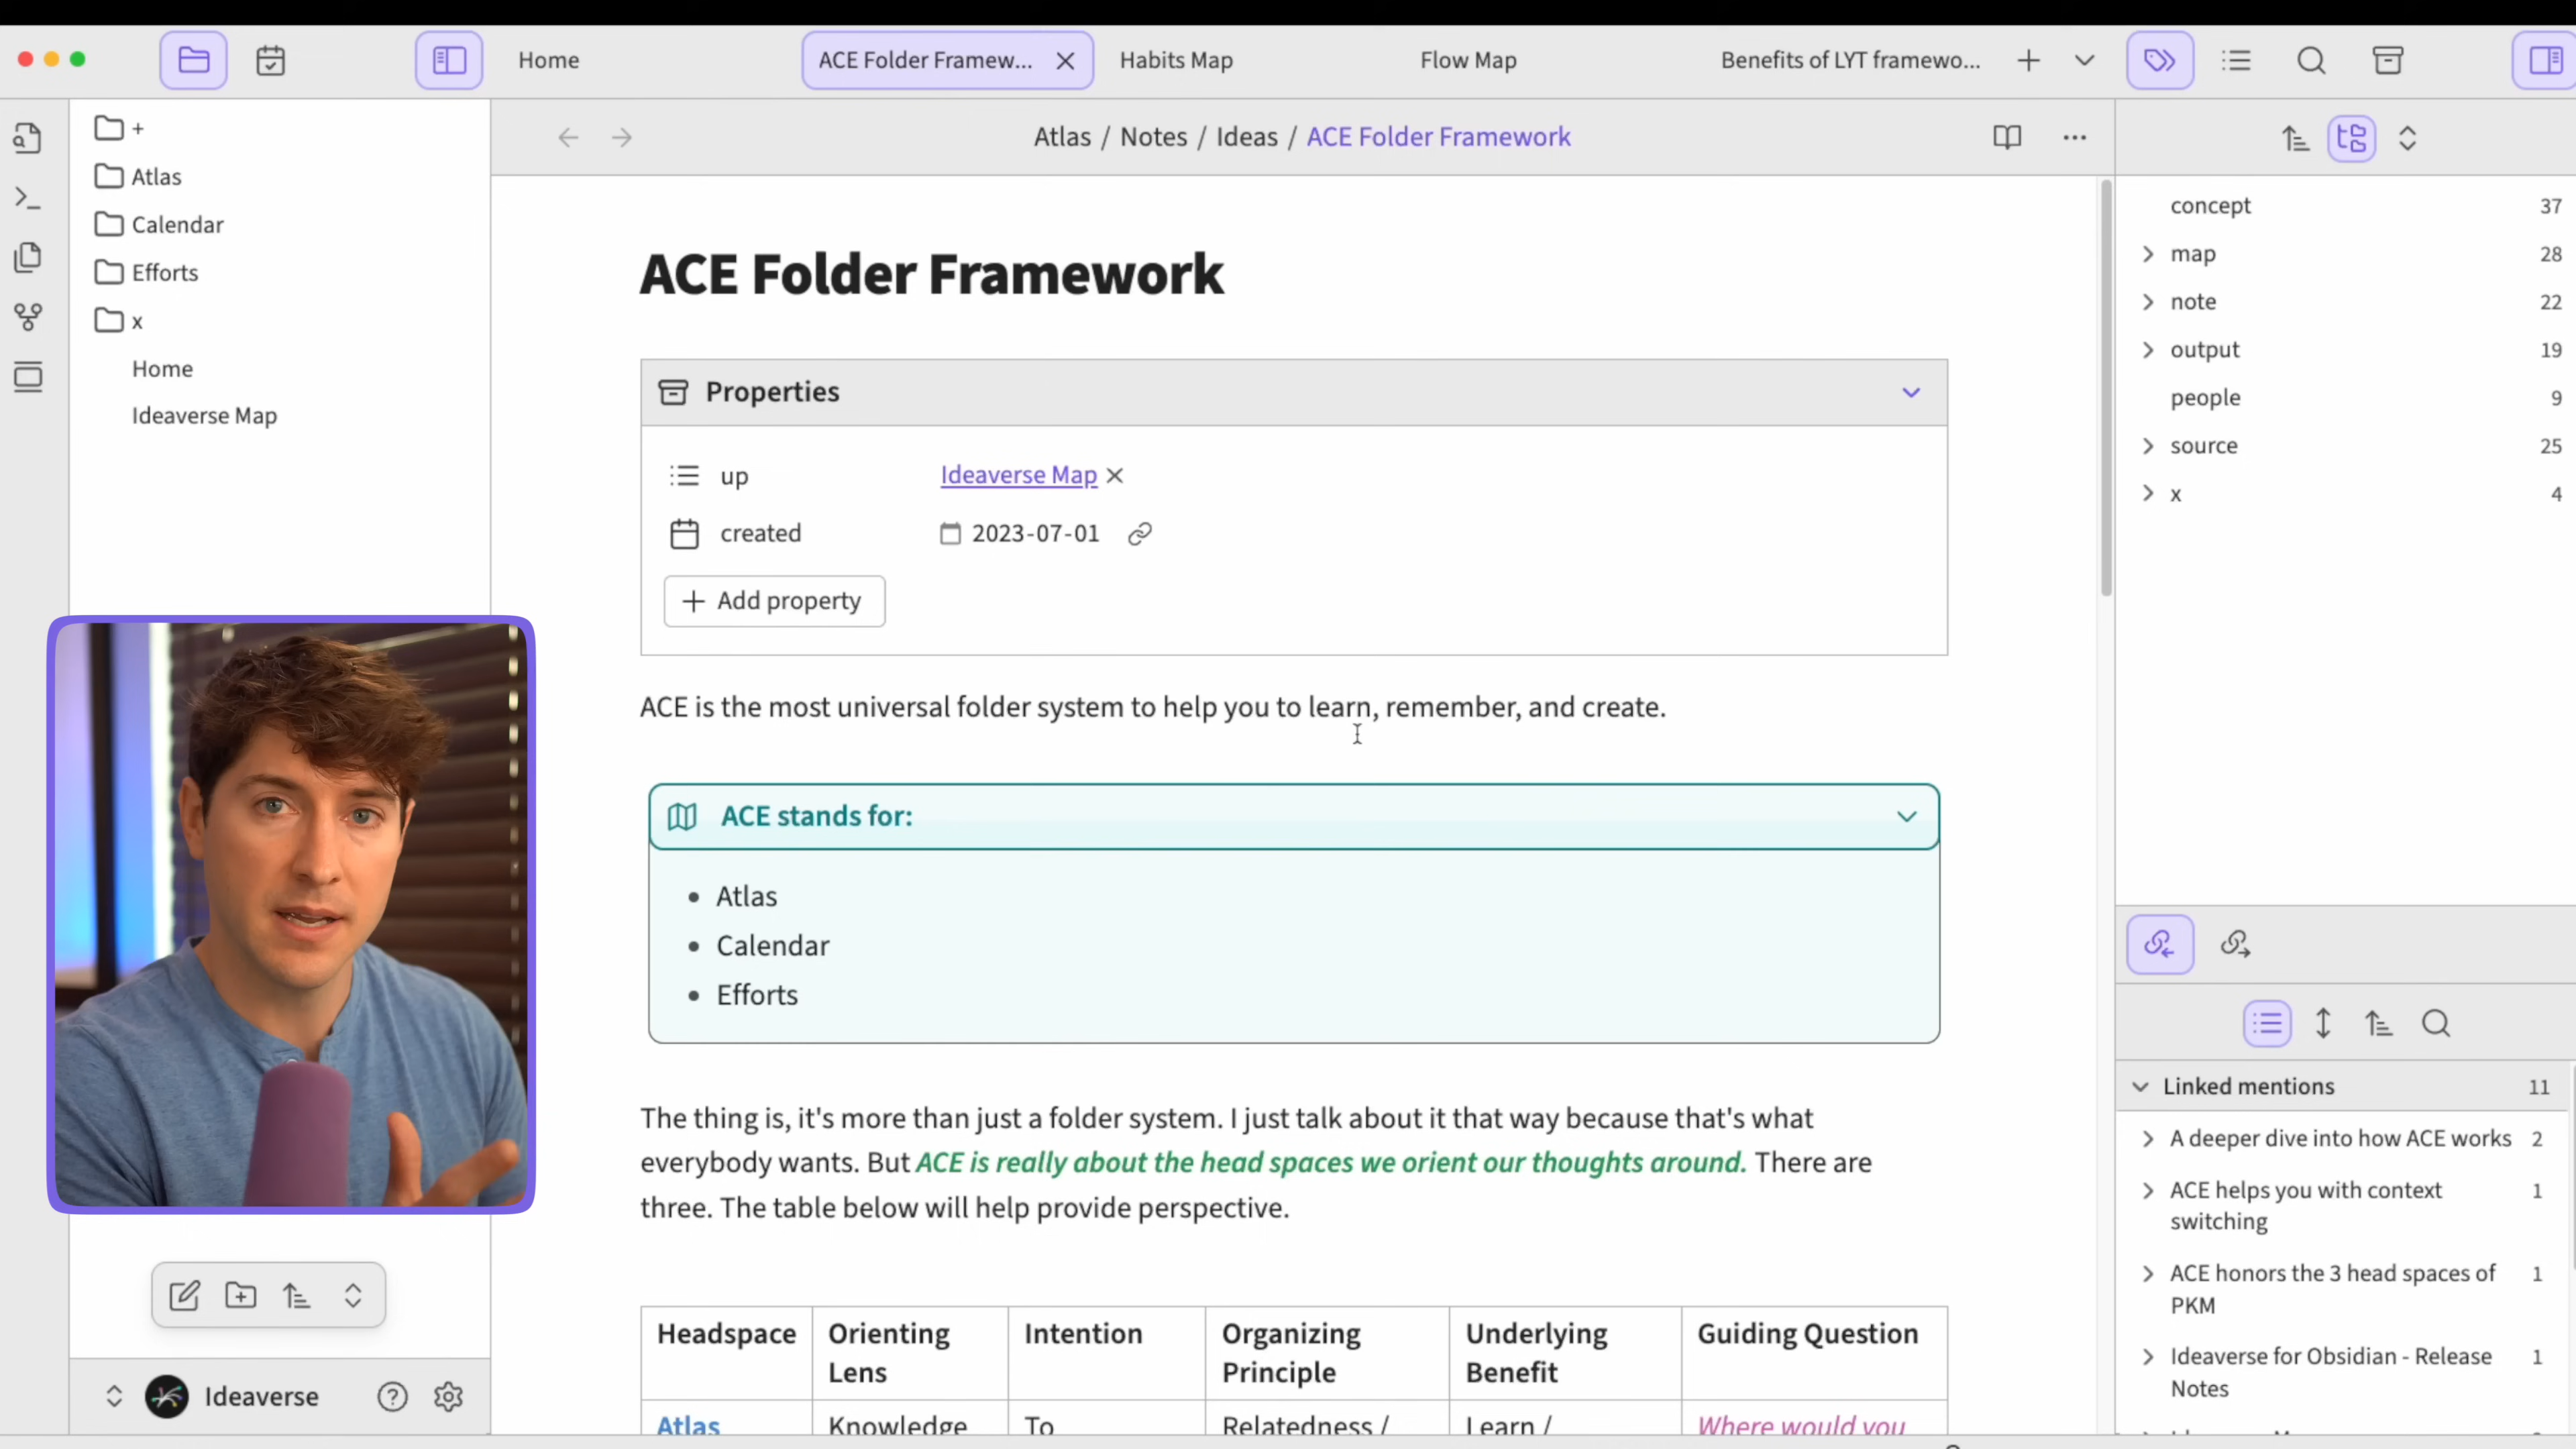 Home
ACE Folder Framew...
Habits Map
Flow Map
Benefits of LYT framewo...
+
Atlas
Calendar
Efforts
x
Home
Ideaverse Map
Ideaverse
Atlas / Notes / Ideas / ACE Folder Framework
ACE Folder Framework
Properties
up Ideaverse Map
created 2023-07-01
Add property
ACE is the most universal folder system to help you to learn, remember, and create.
ACE stands for:
• Atlas
• Calendar
• Efforts
The thing is, it's more than just a folder system. I just talk about it that way because that's what
everybody wants. But ACE is really about the head spaces we orient our thoughts around. There are
three. The table below will help provide perspective.
Headspace
Orienting
Lens
Intention
Organizing
Principle
Underlying
Benefit
Guiding Question
Atlas
Knowledge
To
Relatedness /
Learn /
Where would you
concept 37
map 28
note 22
output 19
people 9
source 25
x 4
Linked mentions 11
A deeper dive into how ACE works 2
ACE helps you with context 1
switching
ACE honors the 3 head spaces of 1
PKM
Ideaverse for Obsidian - Release 1
Notes